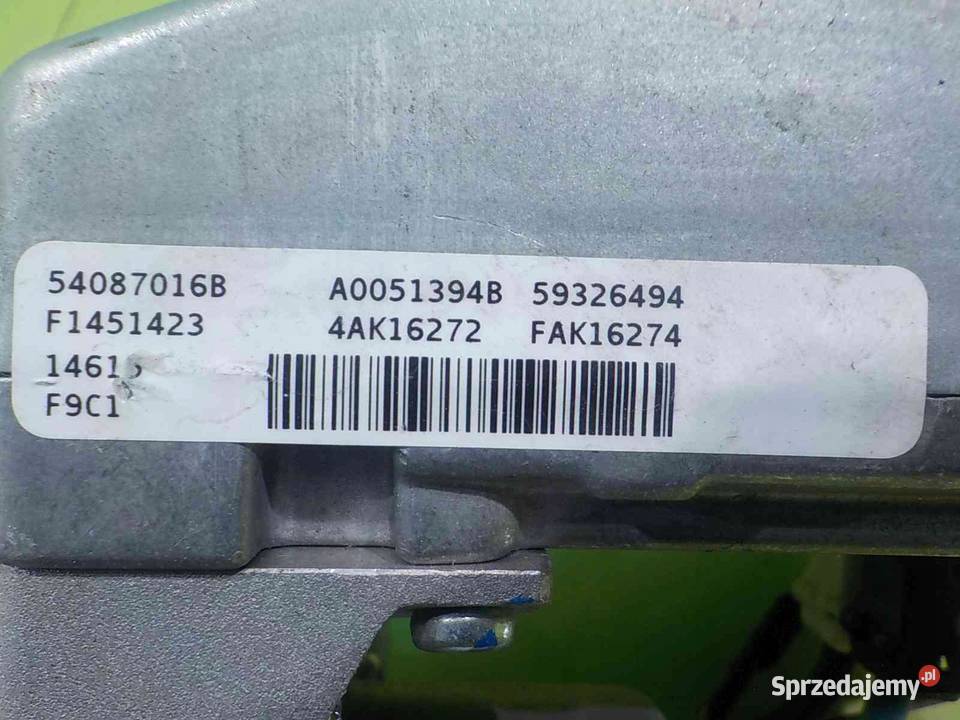 54087016B A0051394B 59326494
F1451423 4AK16272 FAK16274
F9C1
Sprzedajemy.pl